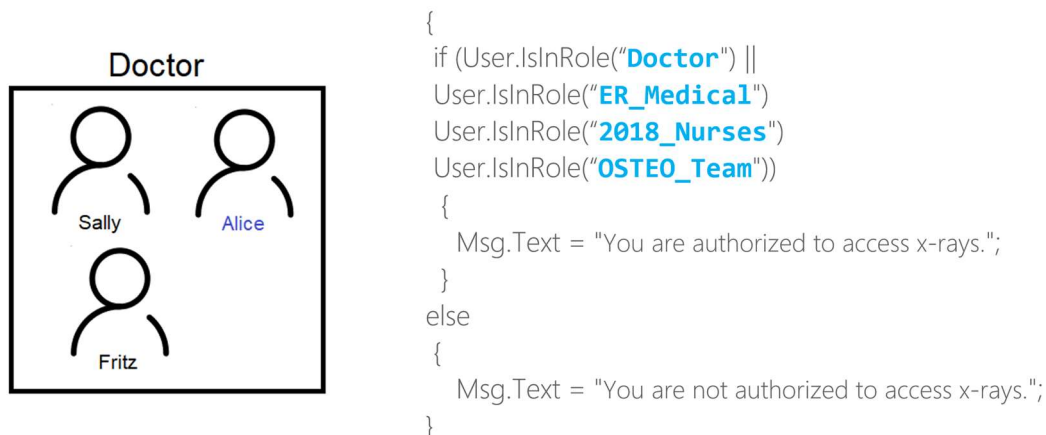 Doctor
Sally
Alice
Fritz
{
if (User.IsInRole(“Doctor") ||
User.IsInRole(“ER_Medical")
User.IsInRole(“2018_Nurses")
User.IsInRole(“OSTEO_Team"))
{
Msg.Text = "You are authorized to access x-rays.";
}
else
{
Msg.Text = "You are not authorized to access x-rays.";
}